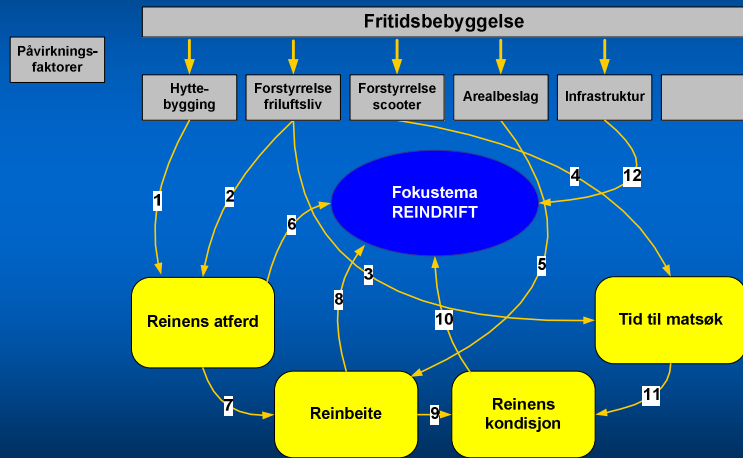 Fritidsbebyggelse
Påvirknings-
faktorer
Hytte-
bygging
Forstyrrelse
friluftsliv
Forstyrrelse
scooter
Arealbeslag
Infrastruktur
Fokustema
REINDRIFT
1
2
6
4
12
3
5
8
10
Reinens atferd
Tid til matsøk
7
9
11
Reinbeite
Reinens
kondisjon